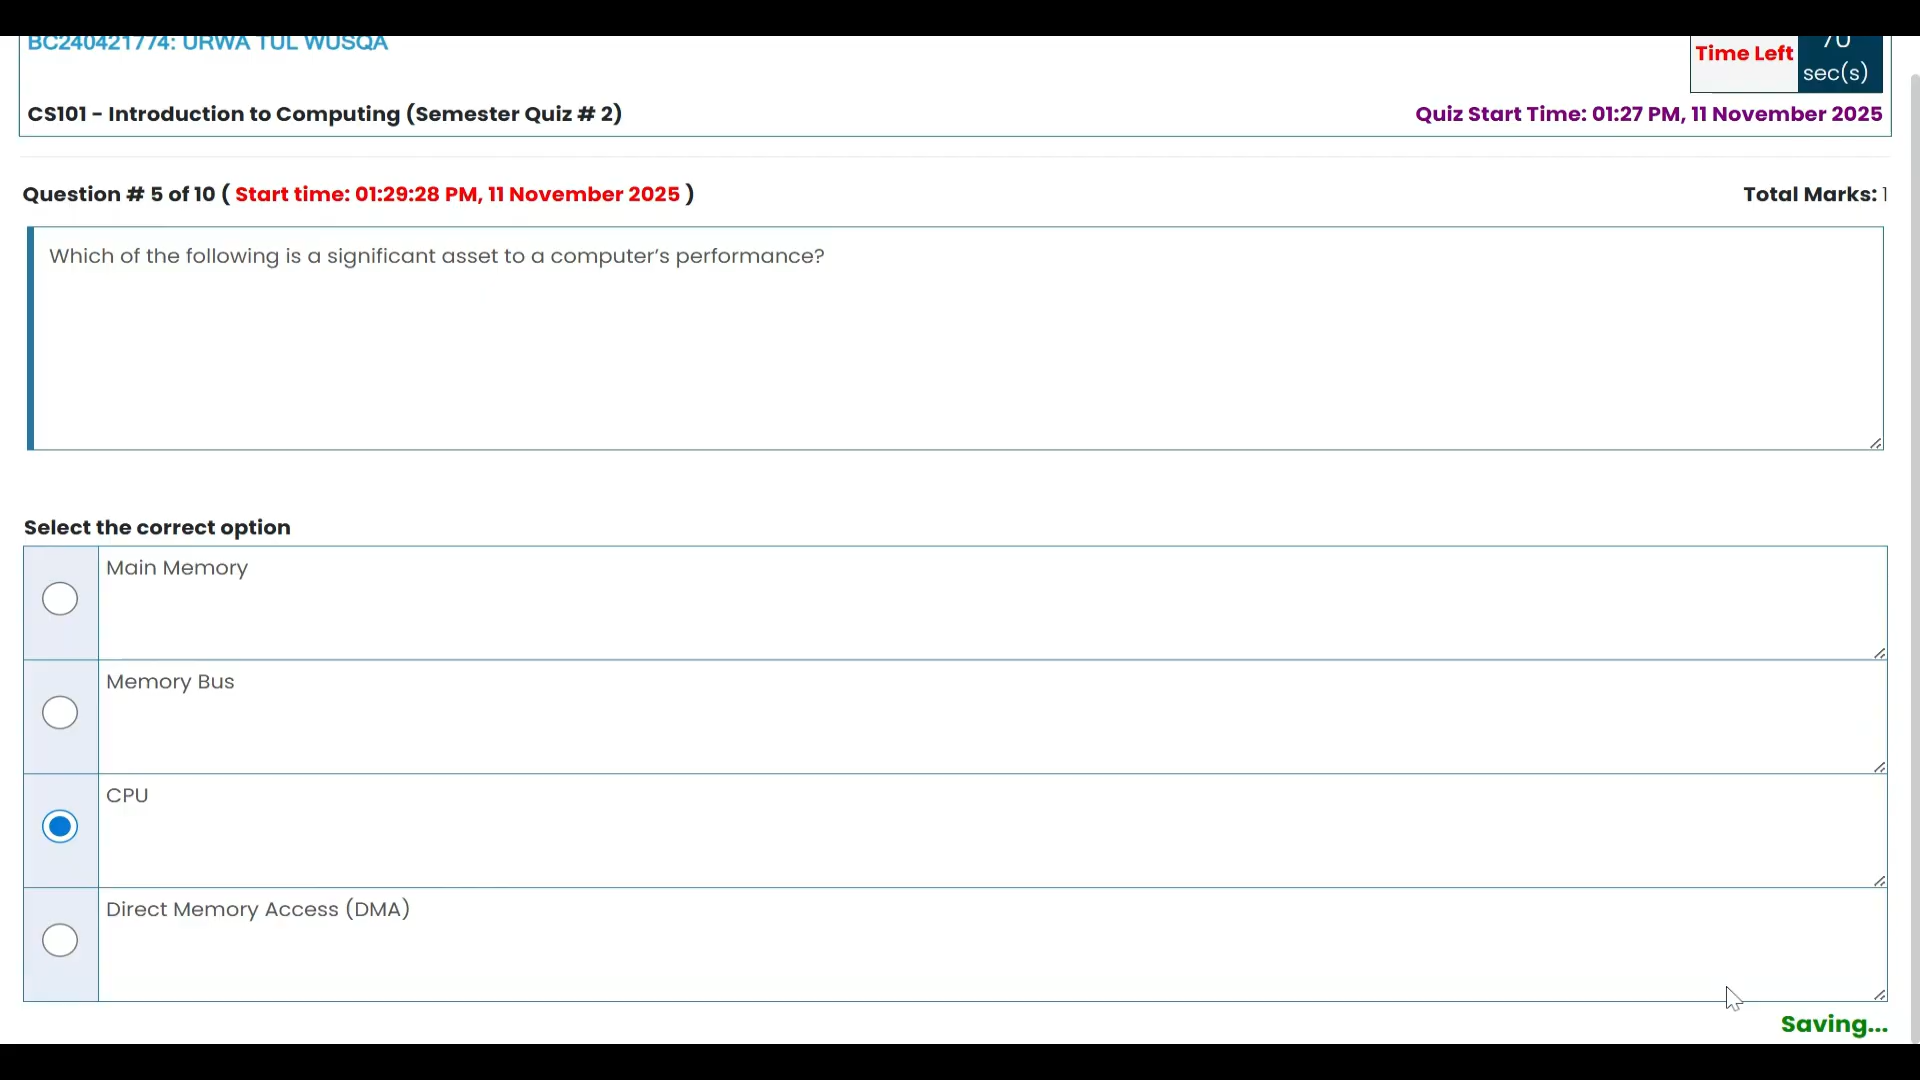 BC240421774: URWA TUL WUSQA
Time Left
70
sec(s)
CS101 - Introduction to Computing (Semester Quiz # 2)
Quiz Start Time: 01:27 PM, 11 November 2025
Question # 5 of 10 ( Start time: 01:29:28 PM, 11 November 2025 )
Total Marks: 1
Which of the following is a significant asset to a computer’s performance?
Select the correct option
Main Memory
Memory Bus
CPU
Direct Memory Access (DMA)
Saving...